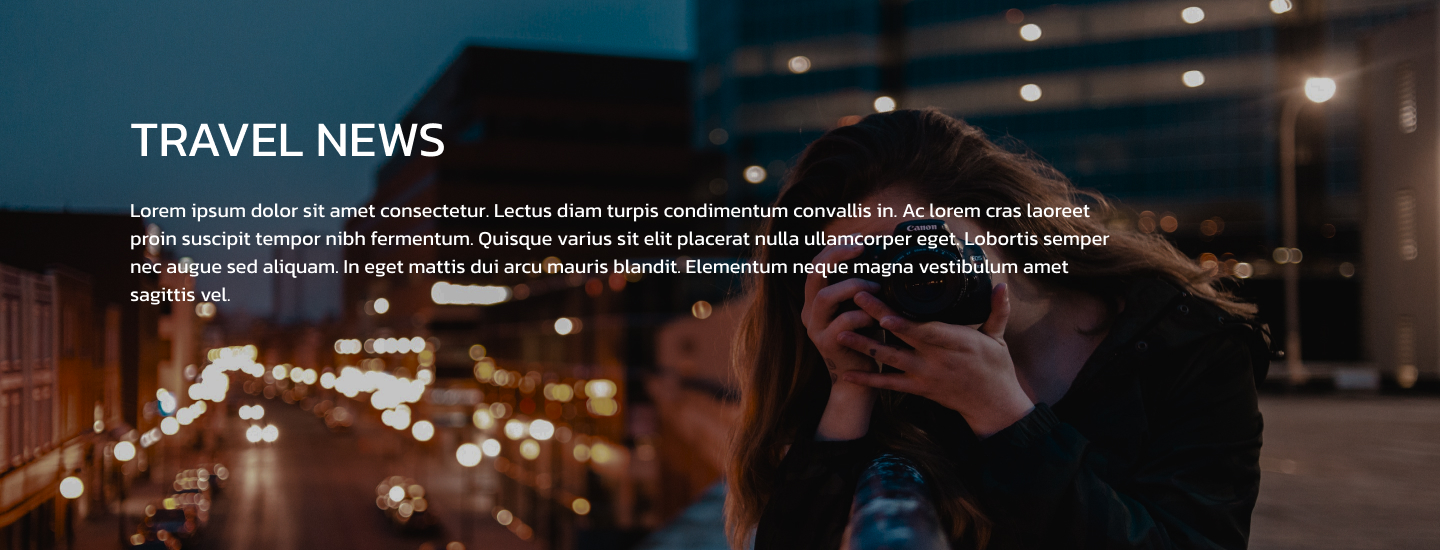 TRAVEL NEWS
Lorem ipsum dolor sit amet consectetur. Lectus diam turpis condimentum convallis in. Ac lorem cras laoreet
proin suscipit tempor nibh fermentum. Quisque varius sit elit placerat nulla ullamcorper eget. Lobortis semper
nec augue sed aliquam. In eget mattis dui arcu mauris blandit. Elementum neque magna vestibulum amet
sagittis vel.
Canon